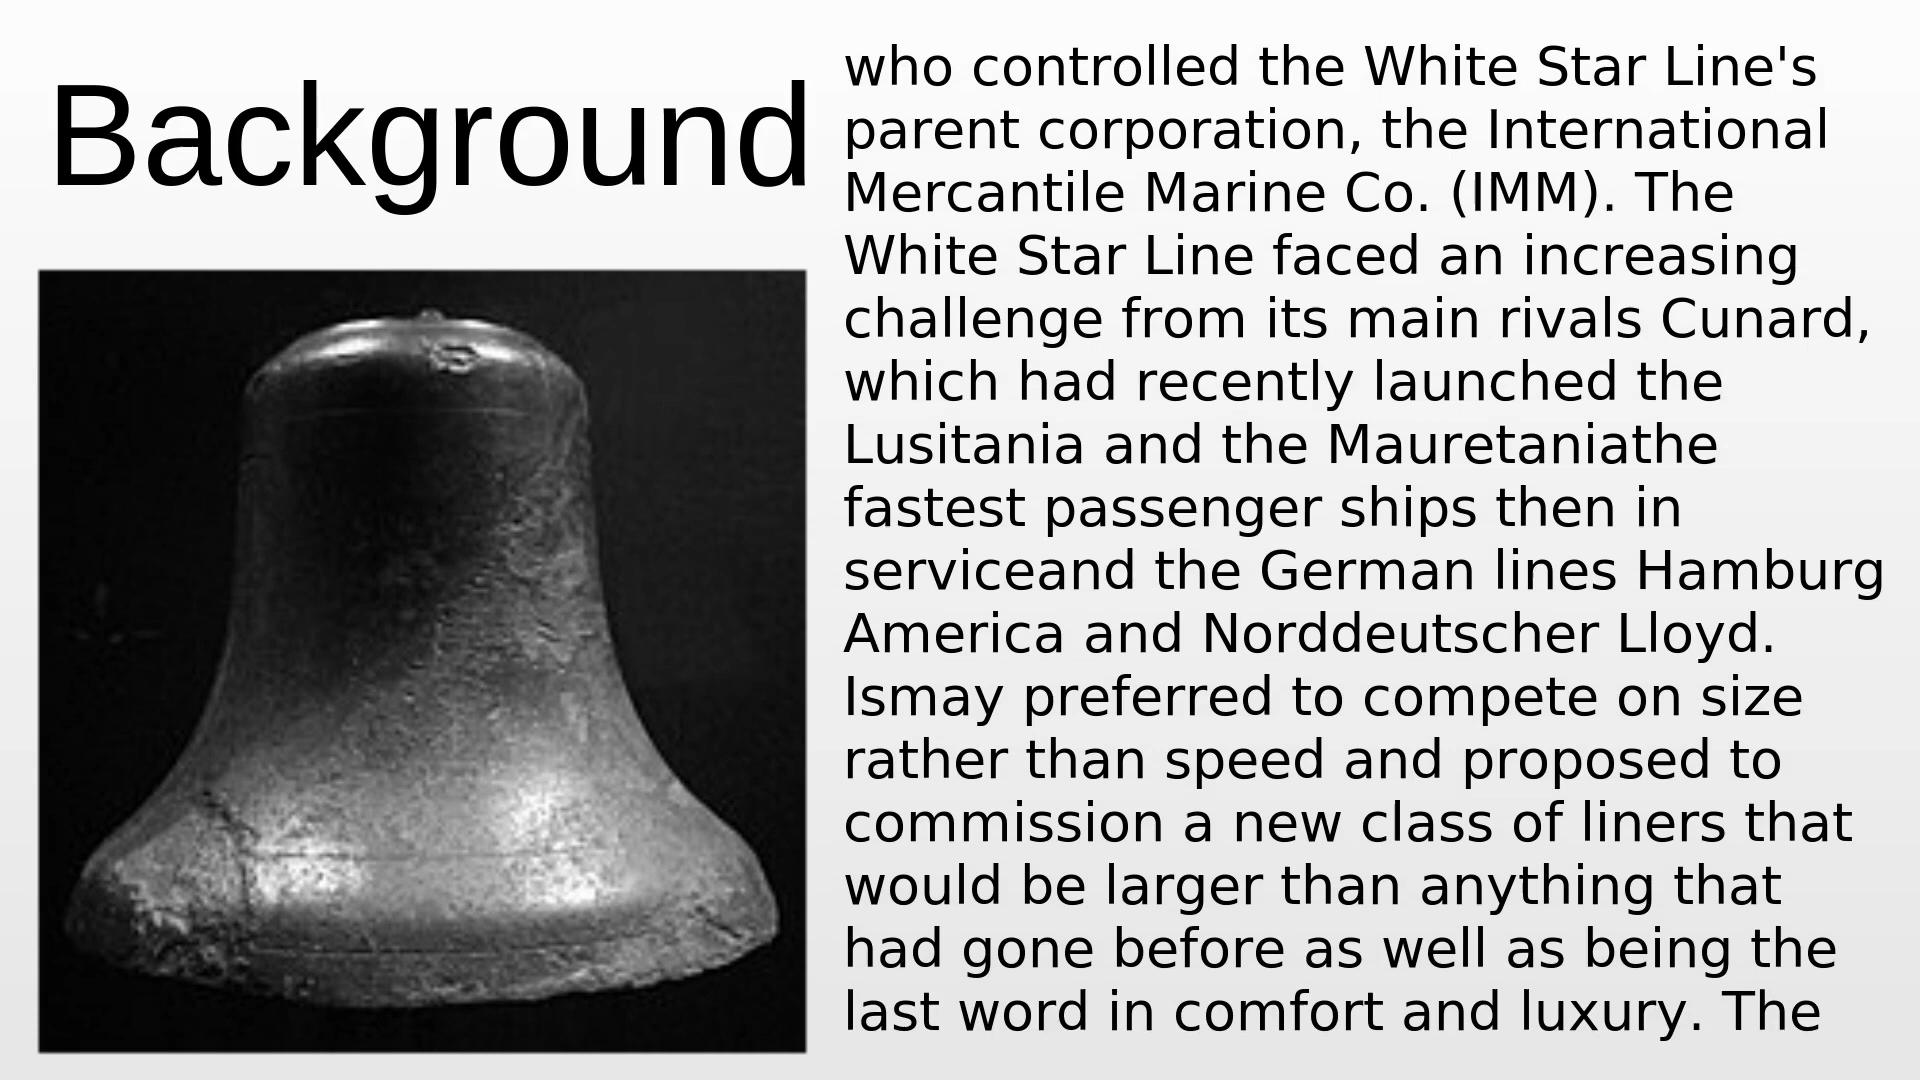 Background
who controlled the White Star Line's
parent corporation, the International
Mercantile Marine Co. (IMM). The
White Star Line faced an increasing
challenge from its main rivals Cunard,
which had recently launched the
Lusitania and the Mauretaniathe
fastest passenger ships then in
serviceand the German lines Hamburg
America and Norddeutscher Lloyd.
Ismay preferred to compete on size
rather than speed and proposed to
commission a new class of liners that
would be larger than anything that
had gone before as well as being the
last word in comfort and luxury. The